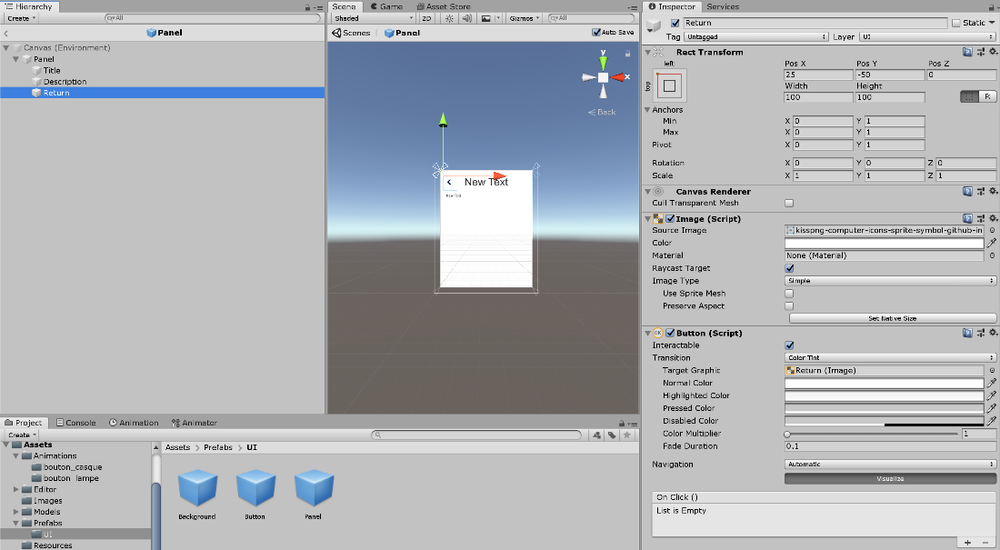 Hierarchy
Create
All
Panel
Canvas (Environment)
Panel
Title
Description
Return
Scene
Game
Asset Store
Shaded
2D
Gizmos
All
Scenes
Panel
Auto Save
y
x
Back
New Text
New Text
Inspector
Services
Return
Static
Tag Untagged
Layer UI
Rect Transform
left
top
Pos X Pos Y Pos Z
25 -50 0
Width Height
100 100
R
Anchors
Min X 0 Y 1
Max X 0 Y 1
Pivot X 0 Y 1
Rotation X 0 Y 0 Z 0
Scale X 1 Y 1 Z 1
Canvas Renderer
Cull Transparent Mesh
Image (Script)
Source Image kisspng-computer-icons-sprite-symbol-github-in
Color
Material None (Material)
Raycast Target
Image Type Simple
Use Sprite Mesh
Preserve Aspect
Set Native Size
OK Button (Script)
Interactable
Transition Color Tint
Target Graphic Return (Image)
Normal Color
Highlighted Color
Pressed Color
Disabled Color
Color Multiplier 1
Fade Duration 0.1
Navigation Automatic
Visualize
On Click ()
List is Empty
Project
Console
Animation
Animator
Create
Assets
Animations
bouton_casque
bouton_lampe
Editor
Images
Models
Prefabs
UI
Resources
Assets > Prefabs > UI
Background
Button
Panel